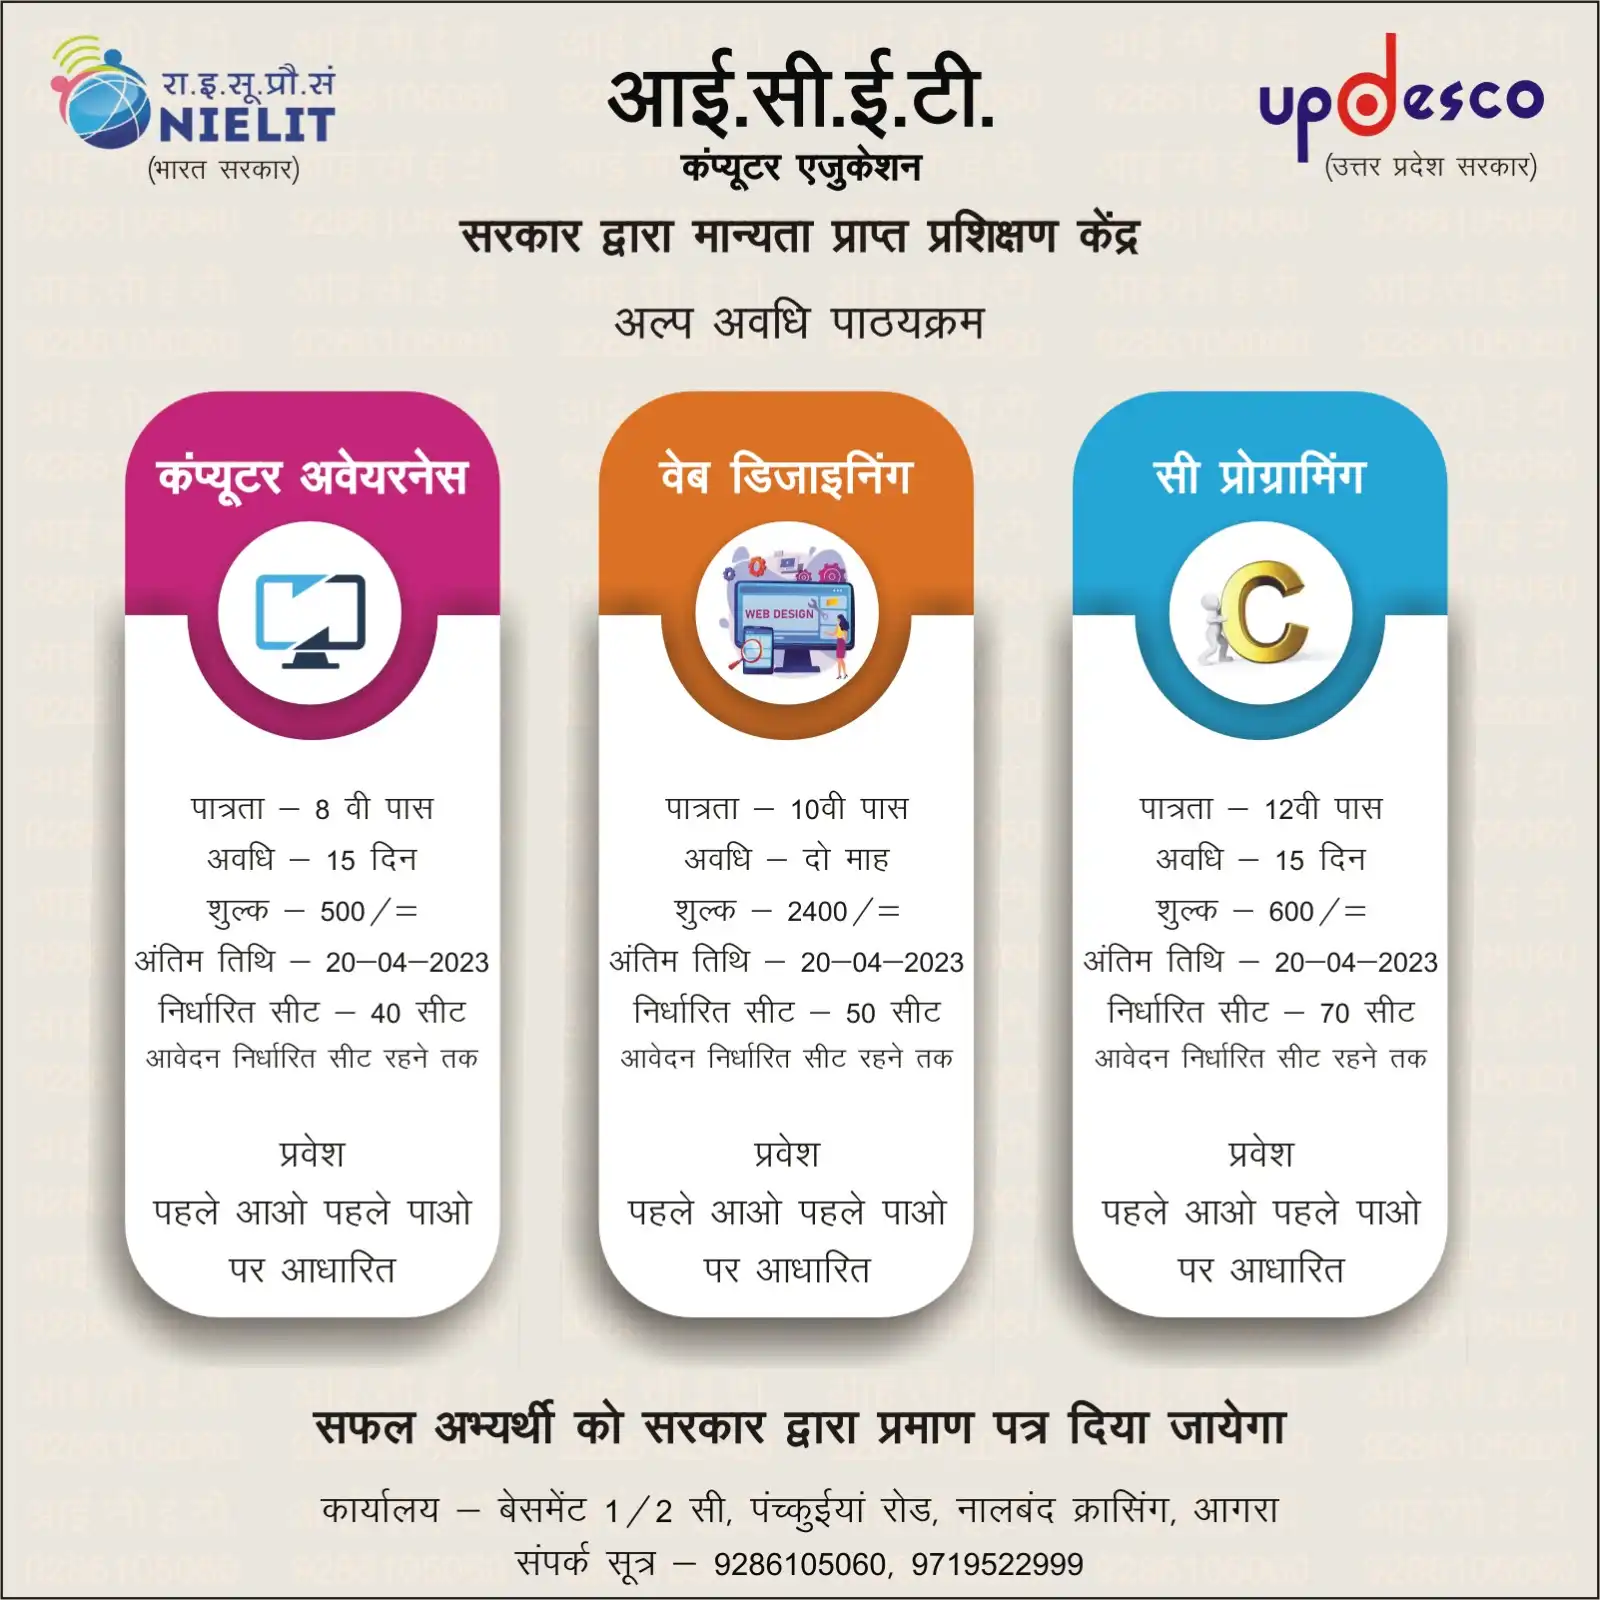 रा.इ.सू.प्रौ.सं
NIELIT
(भारत सरकार)
आई.सी.ई.टी.
कंप्यूटर एजुकेशन
updesco
(उत्तर प्रदेश सरकार)
सरकार द्वारा मान्यता प्राप्त प्रशिक्षण केंद्र
अल्प अवधि पाठयक्रम
कंप्यूटर अवेयरनेस
पात्रता – 8 वी पास
अवधि – 15 दिन
शुल्क – 500/=
अंतिम तिथि – 20–04–2023
निर्धारित सीट – 40 सीट
आवेदन निर्धारित सीट रहने तक
प्रवेश
पहले आओ पहले पाओ
पर आधारित
वेब डिजाइनिंग
WEB DESIGN
पात्रता – 10वी पास
अवधि – दो माह
शुल्क – 2400/=
अंतिम तिथि – 20–04–2023
निर्धारित सीट – 50 सीट
आवेदन निर्धारित सीट रहने तक
प्रवेश
पहले आओ पहले पाओ
पर आधारित
सी प्रोग्रामिंग
C
पात्रता – 12वी पास
अवधि – 15 दिन
शुल्क – 600/=
अंतिम तिथि – 20–04–2023
निर्धारित सीट – 70 सीट
आवेदन निर्धारित सीट रहने तक
प्रवेश
पहले आओ पहले पाओ
पर आधारित
सफल अभ्यर्थी को सरकार द्वारा प्रमाण पत्र दिया जायेगा
कार्यालय – बेसमेंट 1/2 सी, पंच्कुईयां रोड, नालबंद क्रासिंग, आगरा
संपर्क सूत्र – 9286105060, 9719522999